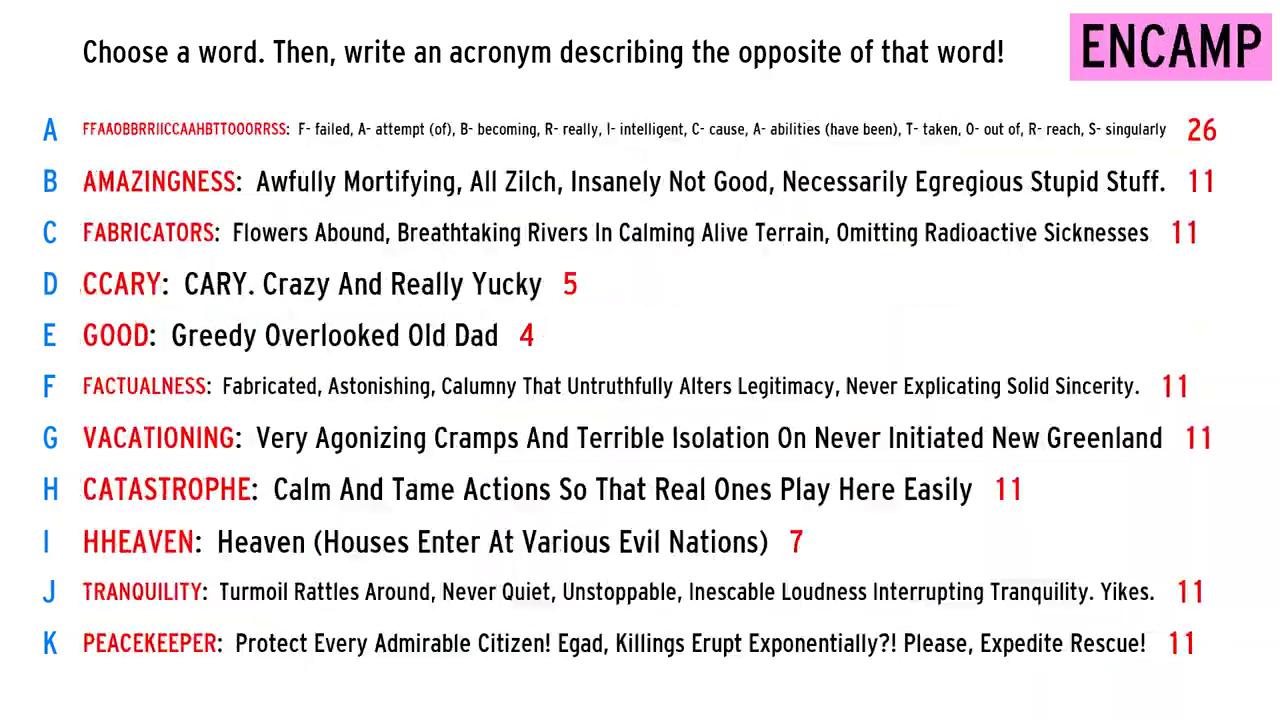 Choose a word. Then, write an acronym describing the opposite of that word!
ENCAMP
A FFAAOBBRRIICCAAHBTTOOORRSS: F- failed, A- attempt (of), B- becoming, R- really, I- intelligent, C- cause, A- abilities (have been), T- taken, O- out of, R- reach, S- singularly 26
B AMAZINGNESS: Awfully Mortifying, All Zilch, Insanely Not Good, Necessarily Egregious Stupid Stuff. 11
C FABRICATORS: Flowers Abound, Breathtaking Rivers In Calming Alive Terrain, Omitting Radioactive Sicknesses 11
D CCARY: CARY. Crazy And Really Yucky 5
E GOOD: Greedy Overlooked Old Dad 4
F FACTUALNESS: Fabricated, Astonishing, Calumny That Untruthfully Alters Legitimacy, Never Explicating Solid Sincerity. 11
G VACATIONING: Very Agonizing Cramps And Terrible Isolation On Never Initiated New Greenland 11
H CATASTROPHE: Calm And Tame Actions So That Real Ones Play Here Easily 11
I HHEAVEN: Heaven (Houses Enter At Various Evil Nations) 7
J TRANQUILITY: Turmoil Rattles Around, Never Quiet, Unstoppable, Inescable Loudness Interrupting Tranquility. Yikes. 11
K PEACEKEEPER: Protect Every Admirable Citizen! Egad, Killings Erupt Exponentially?! Please, Expedite Rescue! 11